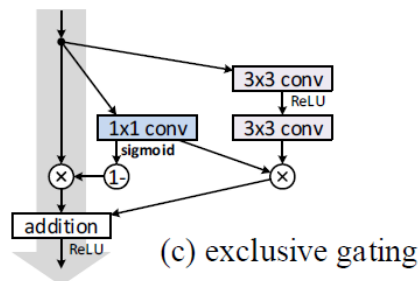 3x3 conv
ReLU
1x1 conv
3x3 conv
sigmoid
×
1-
×
addition
ReLU
(c) exclusive gating